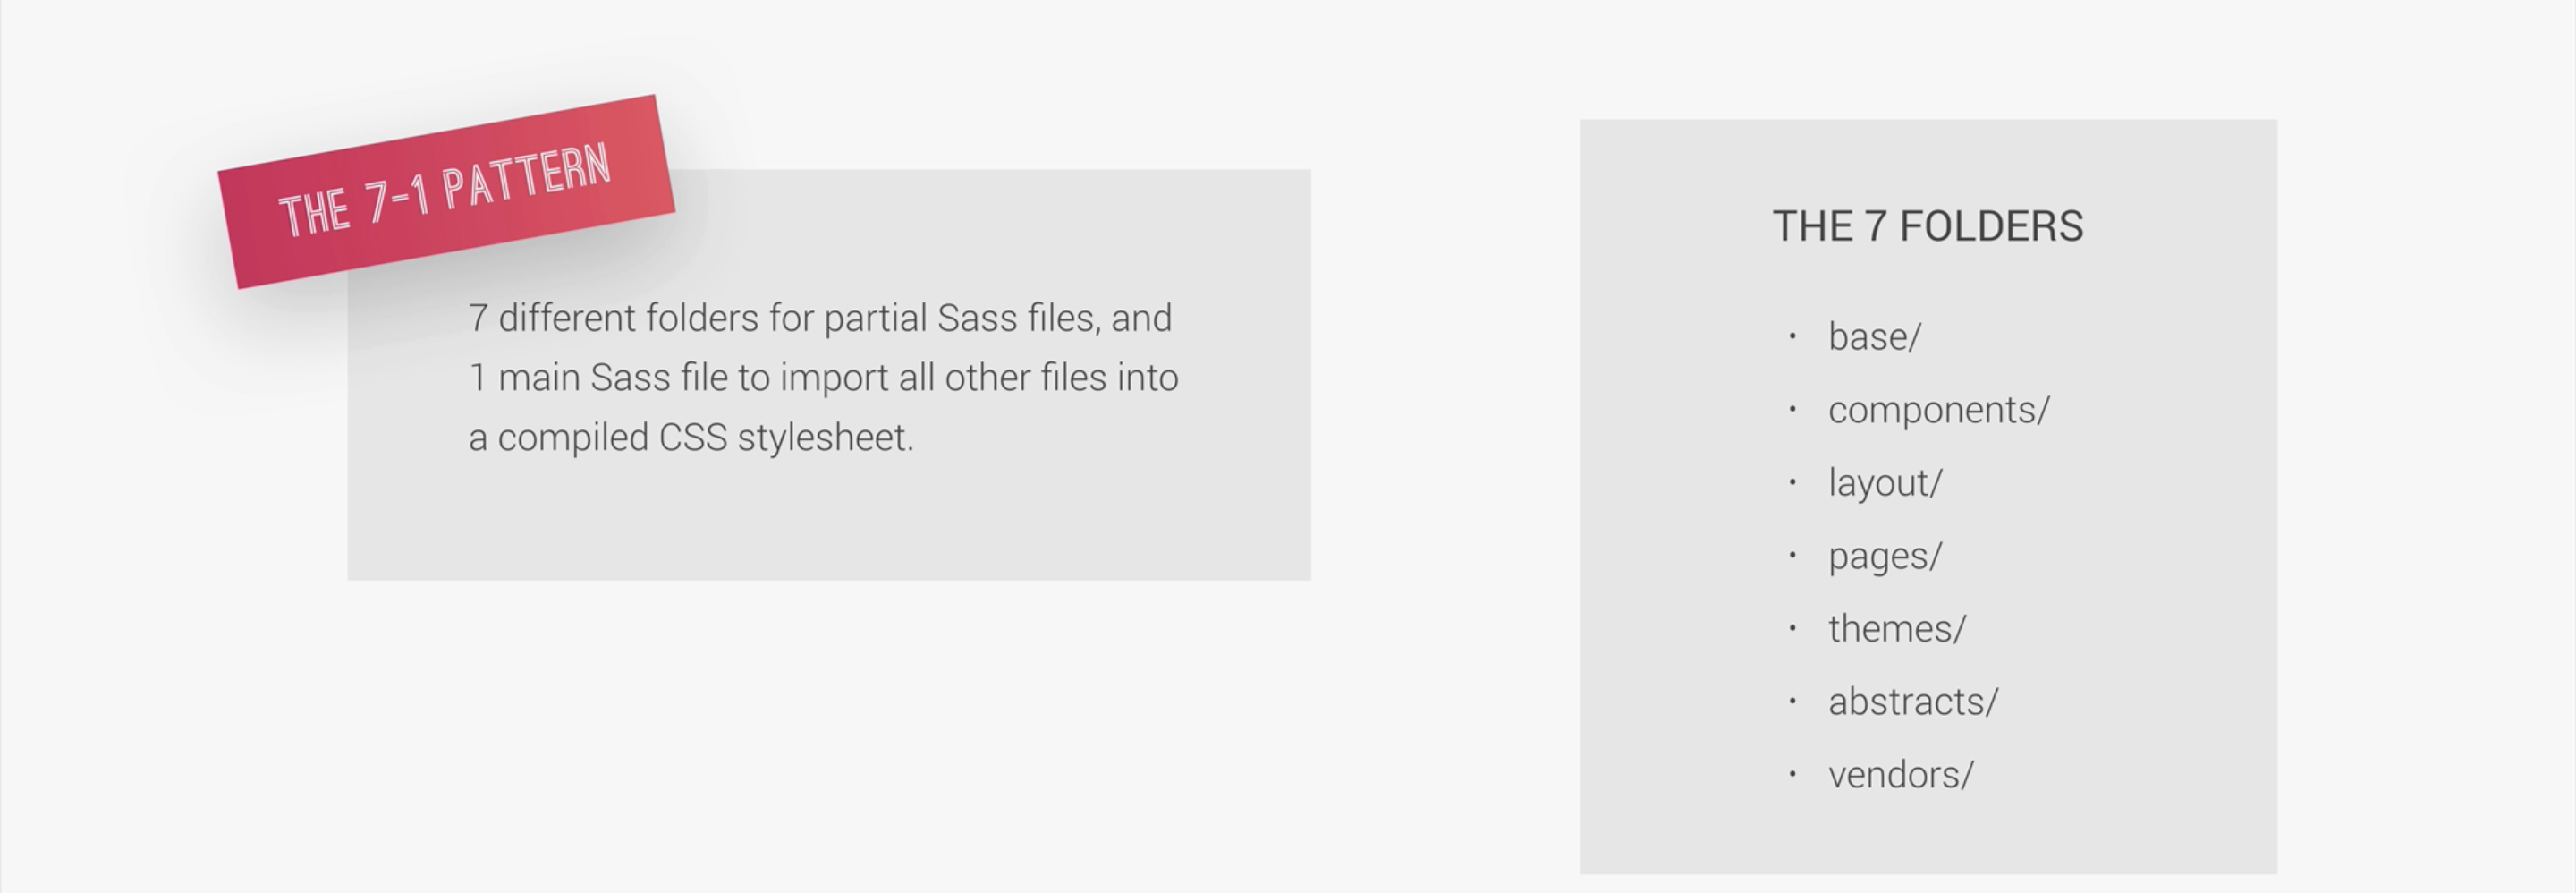 THE 7-1 PATTERN
7 different folders for partial Sass files, and
1 main Sass file to import all other files into
a compiled CSS stylesheet.
THE 7 FOLDERS
• base/
• components/
• layout/
• pages/
• themes/
• abstracts/
• vendors/